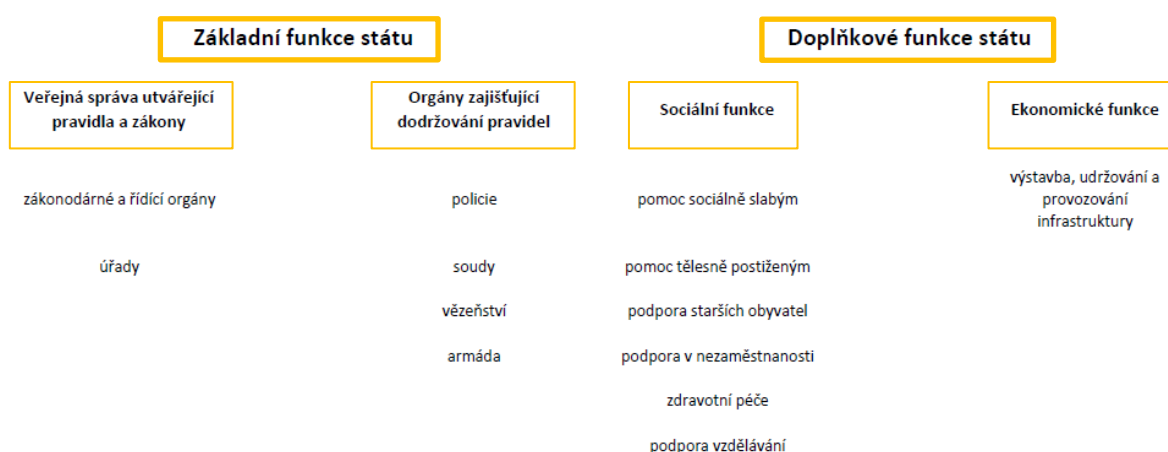 Základní funkce státu
Doplňkové funkce státu
Veřejná správa utvářející
pravidla a zákony
Orgány zajišťující
dodržování pravidel
Sociální funkce
Ekonomické funkce
zákonodárné a řídící orgány
policie
pomoc sociálně slabým
výstavba, udržování a
provozování
infrastruktury
úřady
soudy
pomoc tělesně postiženým
vězeňství
podpora starších obyvatel
armáda
podpora v nezaměstnanosti
zdravotní péče
podpora vzdělávání